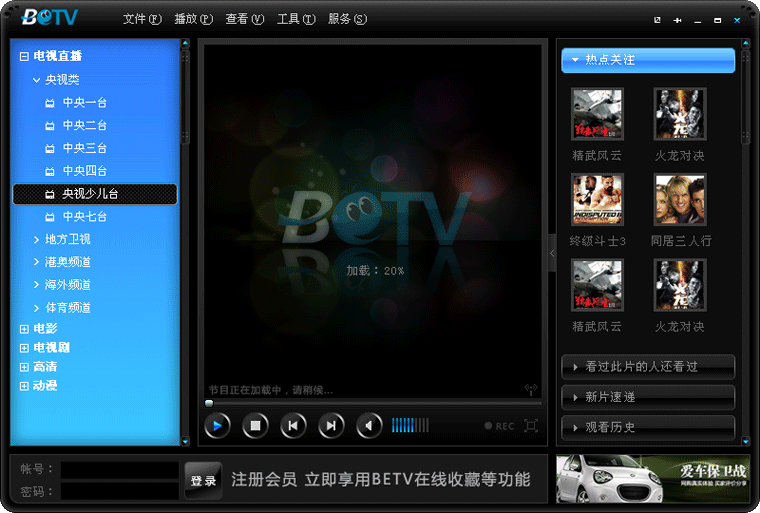 BETV
文件(F) 播放(P) 查看(V) 工具(T) 服务(S)
电视直播
央视类
中央一台
中央二台
中央三台
中央四台
央视少儿台
中央七台
地方卫视
港奥频道
海外频道
体育频道
电影
电视剧
高清
动漫
BETV
加载：20%
节目正在加载中，请稍候...
REC
热点关注
精武风云
火龙对决
终级斗士3
同居三人行
精武风云
火龙对决
看过此片的人还看过
新片速递
观看历史
帐号：
密码：
登录
注册会员 立即享用BETV在线收藏等功能
爱车保卫战